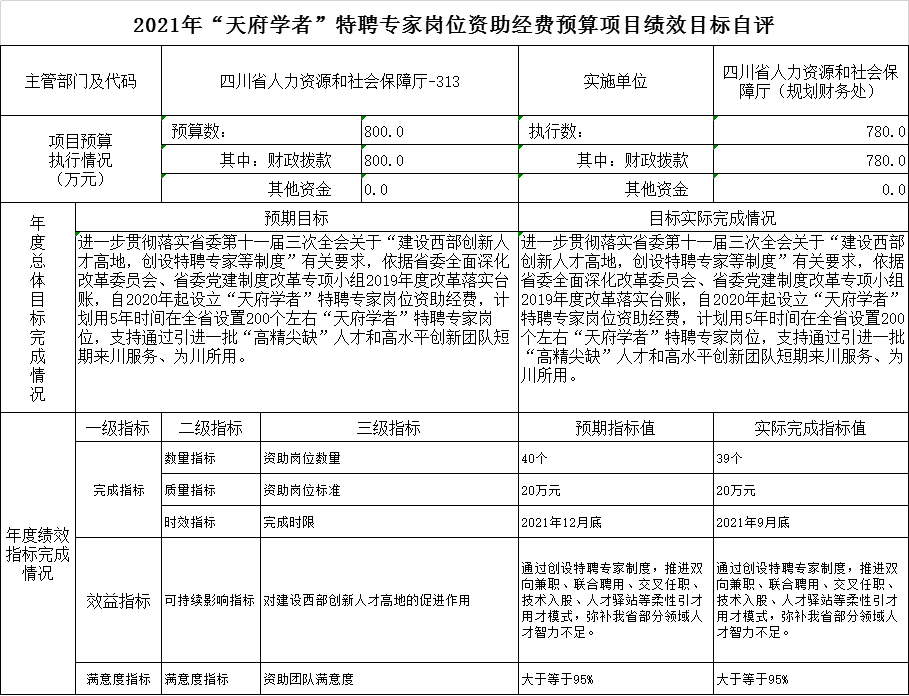 2021年“天府学者”特聘专家岗位资助经费预算项目绩效目标自评
主管部门及代码
四川省人力资源和社会保障厅-313
实施单位
四川省人力资源和社会保
障厅（规划财务处）
项目预算
执行情况
（万元）
预算数：
800.0
执行数：
780.0
其中：财政拨款
800.0
其中：财政拨款
780.0
其他资金
0.0
其他资金
0.0
年度总体目标完成情况
预期目标
目标实际完成情况
进一步贯彻落实省委第十一届三次全会关于“建设西部创新人
才高地，创设特聘专家等制度”有关要求，依据省委全面深化
改革委员会、省委党建制度改革专项小组2019年度改革落实台
账，自2020年起设立“天府学者”特聘专家岗位资助经费，计
划用5年时间在全省设置200个左右“天府学者”特聘专家岗
位，支持通过引进一批“高精尖缺”人才和高水平创新团队短
期来川服务、为川所用。
进一步贯彻落实省委第十一届三次全会关于“建设西部
创新人才高地，创设特聘专家等制度”有关要求，依据
省委全面深化改革委员会、省委党建制度改革专项小组
2019年度改革落实台账，自2020年起设立“天府学者”
特聘专家岗位资助经费，计划用5年时间在全省设置200
个左右“天府学者”特聘专家岗位，支持通过引进一批
“高精尖缺”人才和高水平创新团队短期来川服务、为
川所用。
年度绩效
指标完成
情况
一级指标
二级指标
三级指标
预期指标值
实际完成指标值
完成指标
数量指标
资助岗位数量
40个
39个
质量指标
资助岗位标准
20万元
20万元
时效指标
完成时限
2021年12月底
2021年9月底
效益指标
可持续影响指标
对建设西部创新人才高地的促进作用
通过创设特聘专家制度，推进双
向兼职、联合聘用、交叉任职、
技术入股、人才驿站等柔性引才
用才模式，弥补我省部分领域人
才智力不足。
通过创设特聘专家制度，推进双
向兼职、联合聘用、交叉任职、
技术入股、人才驿站等柔性引才
用才模式，弥补我省部分领域人
才智力不足。
满意度指标
满意度指标
资助团队满意度
大于等于95%
大于等于95%